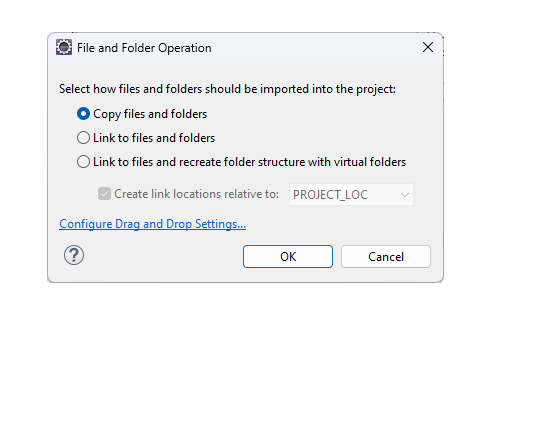 File and Folder Operation
Select how files and folders should be imported into the project:
Copy files and folders
Link to files and folders
Link to files and recreate folder structure with virtual folders
Create link locations relative to: PROJECT_LOC
Configure Drag and Drop Settings...
? OK Cancel